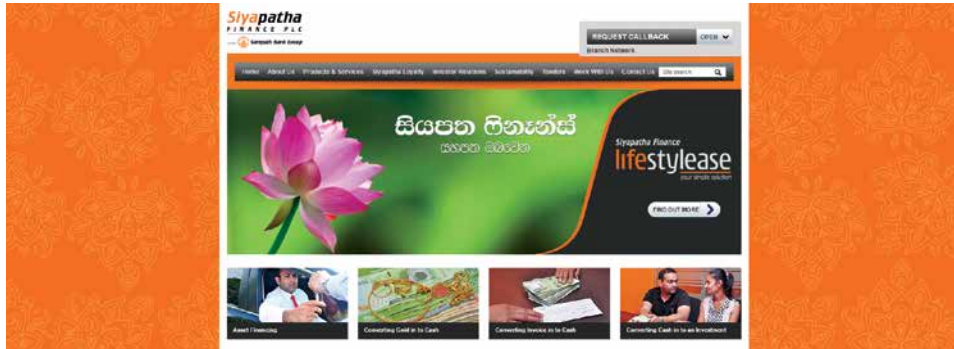 Siyapatha
FINANCE PLC
Sampath Bank Group
REQUEST CALLBACK
OPEN
Branch Network
Home About Us Products & Services Siyapatha Loyalty Investor Relations Sustainability Tenders Work With Us Contact Us Site search
සියපත ෆිනෑන්ස්
යහපත ඔබවෙත
Siyapatha Finance
lifestylease
your simple solution
FIND OUT MORE
Asset Financing
Converting Gold in to Cash
Converting Invoice in to Cash
Converting Cash in to an Investment